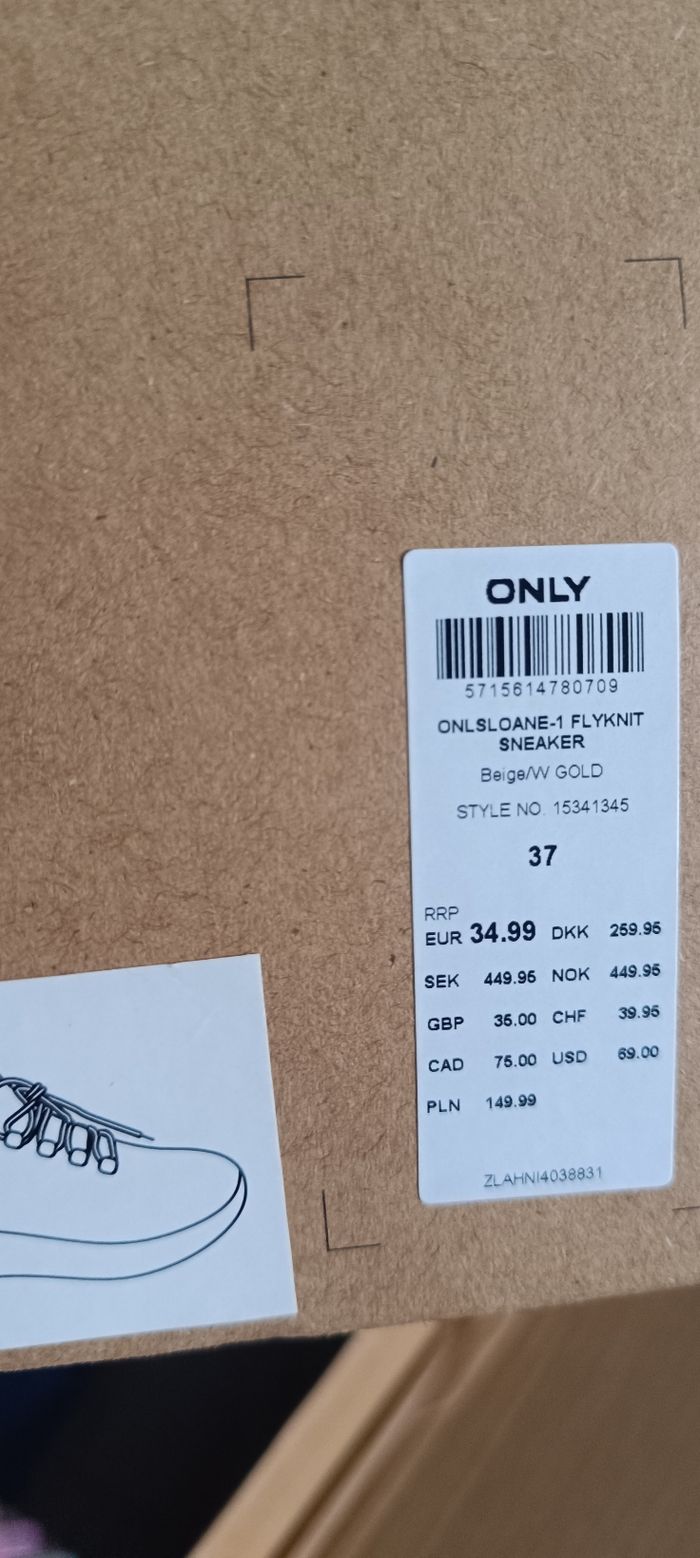 ONLY
5715614780709
ONLSLOANE-1 FLYKNIT
SNEAKER
Beige/W GOLD
STYLE NO. 15341345
37
RRP
EUR 34.99 DKK 259.95
SEK 449.95 NOK 449.95
GBP 35.00 CHF 39.95
CAD 75.00 USD 69.00
PLN 149.99
ZLAHNI4038831